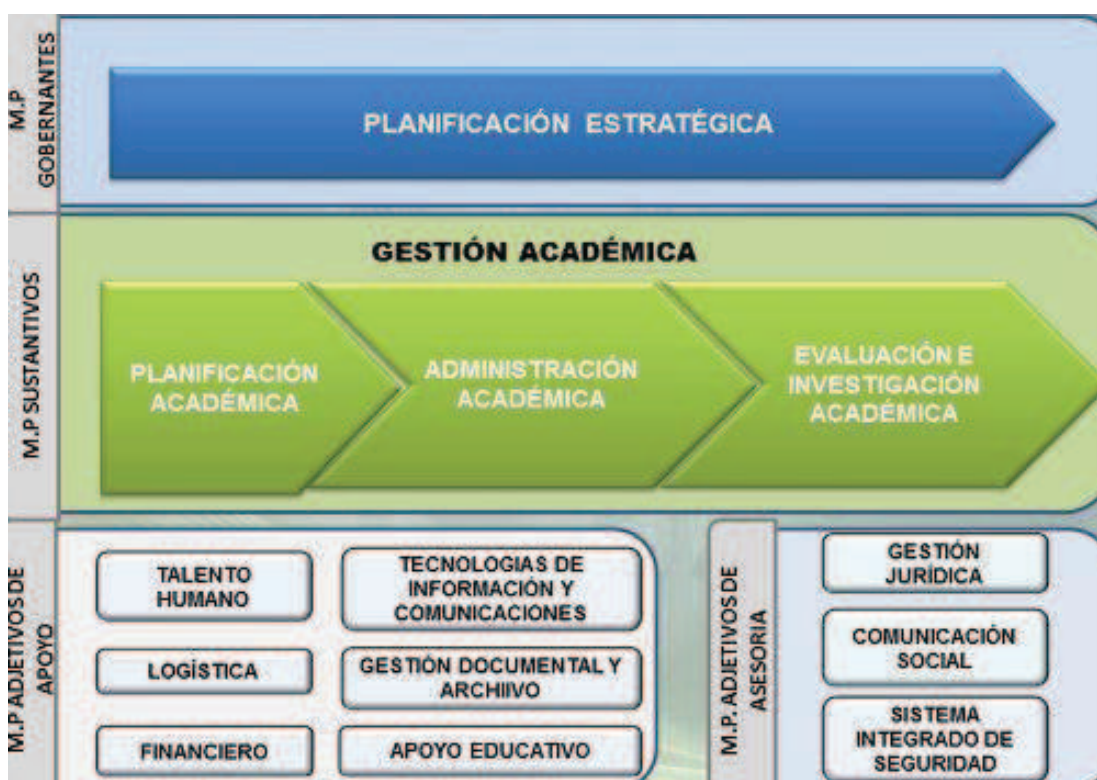 M.P
GOBERNANTES
PLANIFICACIÓN ESTRATÉGICA
M.P SUSTANTIVOS
GESTIÓN ACADÉMICA
PLANIFICACIÓN
ACADÉMICA
ADMINISTRACIÓN
ACADÉMICA
EVALUACIÓN E
INVESTIGACIÓN
ACADÉMICA
M.P ADJETIVOS DE
APOYO
TALENTO
HUMANO
TECNOLOGIAS DE
INFORMACIÓN Y
COMUNICACIONES
LOGÍSTICA
GESTIÓN DOCUMENTAL Y
ARCHIIVO
FINANCIERO
APOYO EDUCATIVO
M.P. ADJETIVOS DE
ASESORIA
GESTIÓN
JURÍDICA
COMUNICACIÓN
SOCIAL
SISTEMA
INTEGRADO DE
SEGURIDAD